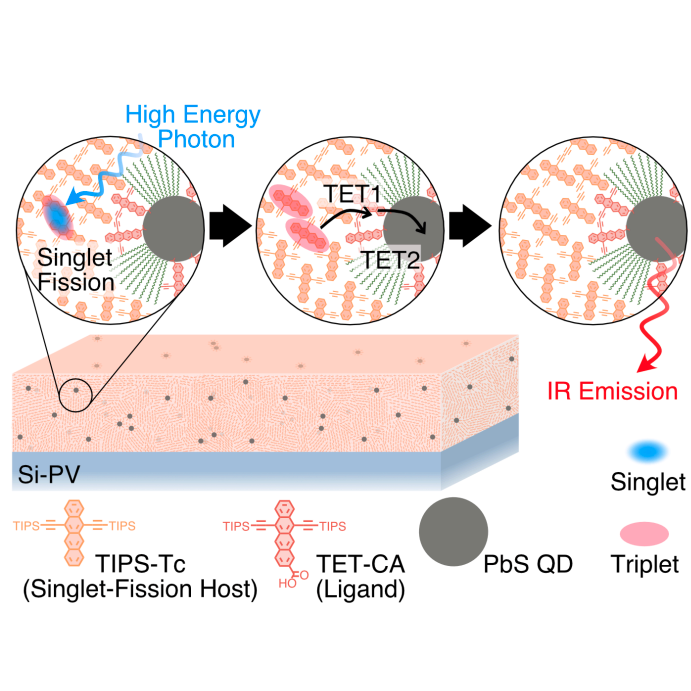 High Energy
Photon
Singlet
Fission
TET1
TET2
IR Emission
Si-PV
Singlet
TIPS
TIPS
TIPS-Tc
(Singlet-Fission Host)
TIPS
TIPS
HO
O
TET-CA
(Ligand)
PbS QD
Triplet